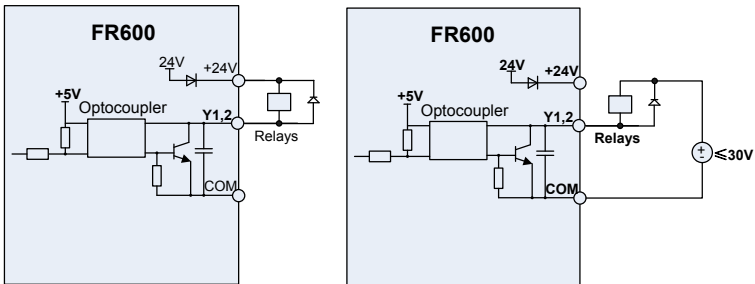 FR600
24V
+24V
+5V
Optocoupler
Y1,2
Relays
COM
FR600
24V
+24V
+5V
Optocoupler
Y1,2
Relays
+
−
≤30V
COM